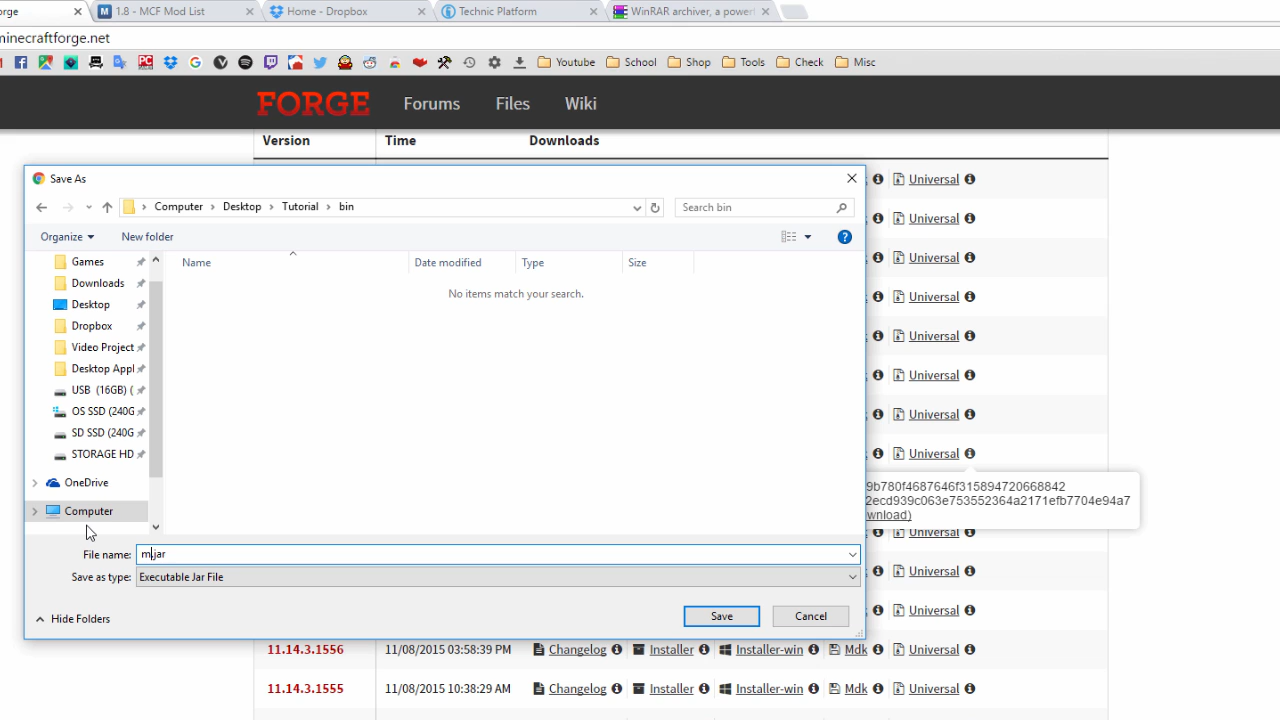 orge
1.8 - MCF Mod List
Home - Dropbox
Technic Platform
WinRAR archiver, a powerf
minecraftforge.net
Youtube School Shop Tools Check Misc
FORGE Forums Files Wiki
Version Time Downloads
Save As
Computer Desktop Tutorial bin
Search bin
Organize New folder
Name Date modified Type Size
No items match your search.
Games
Downloads
Desktop
Dropbox
Video Project
Desktop Appl
USB (16GB) (
OS SSD (240G
SD SSD (240G
STORAGE HD
OneDrive
Computer
File name: m.jar
Save as type: Executable Jar File
Hide Folders
Save Cancel
Universal
Universal
Universal
Universal
Universal
Universal
Universal
Universal
9b780f4687646f315894720668842
2ecd939c063e753552364a2171efb7704e94a7
wnload)
Universal
Universal
Universal
11.14.3.1556 11/08/2015 03:58:39 PM Changelog Installer Installer-win Mdk Universal
11.14.3.1555 11/08/2015 10:38:29 AM Changelog Installer Installer-win Mdk Universal